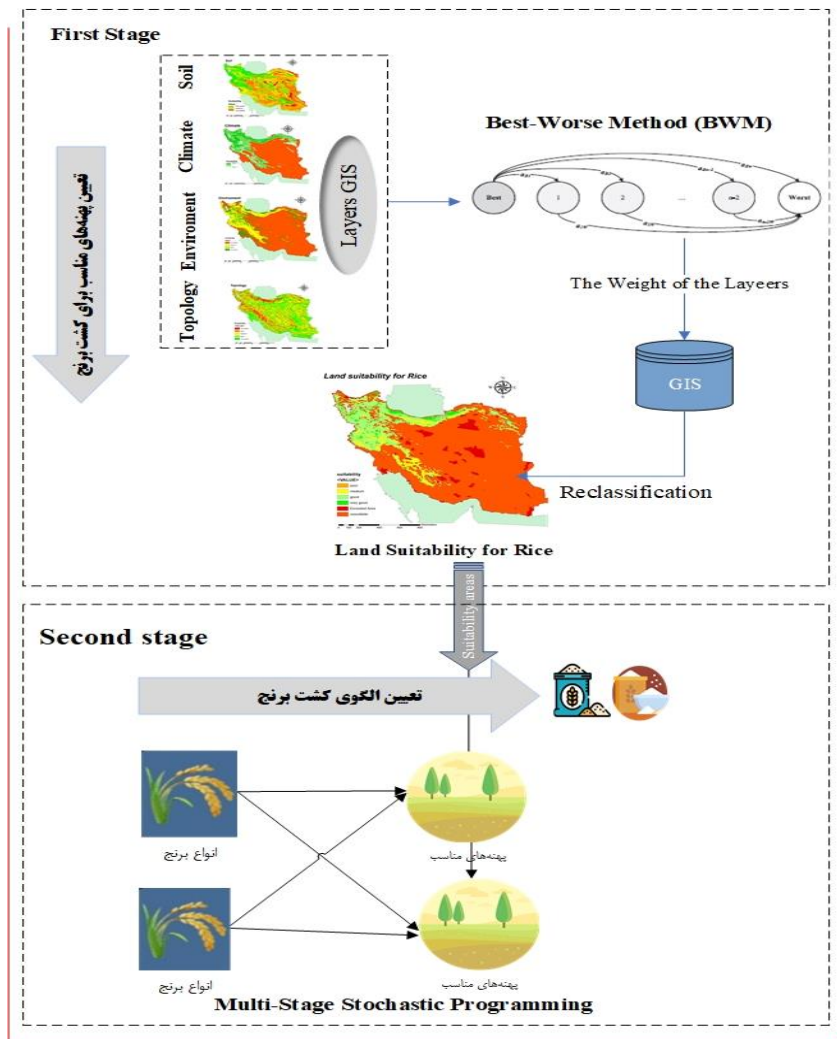 First Stage
Soil
Climate
Enviroment
Topology
Layers GIS
تعیین پهنه‌های مناسب برای کشت برنج
Best-Worse Method (BWM)
Best
1
2
...
n-2
Worst
The Weight of the Layeers
GIS
Reclassification
Land suitability for Rice
suitability
<VALUE>
Land Suitability for Rice
Suitability areas
Second stage
تعیین الگوی کشت برنج
انواع برنج
پهنه‌های مناسب
انواع برنج
پهنه‌های مناسب
Multi-Stage Stochastic Programming